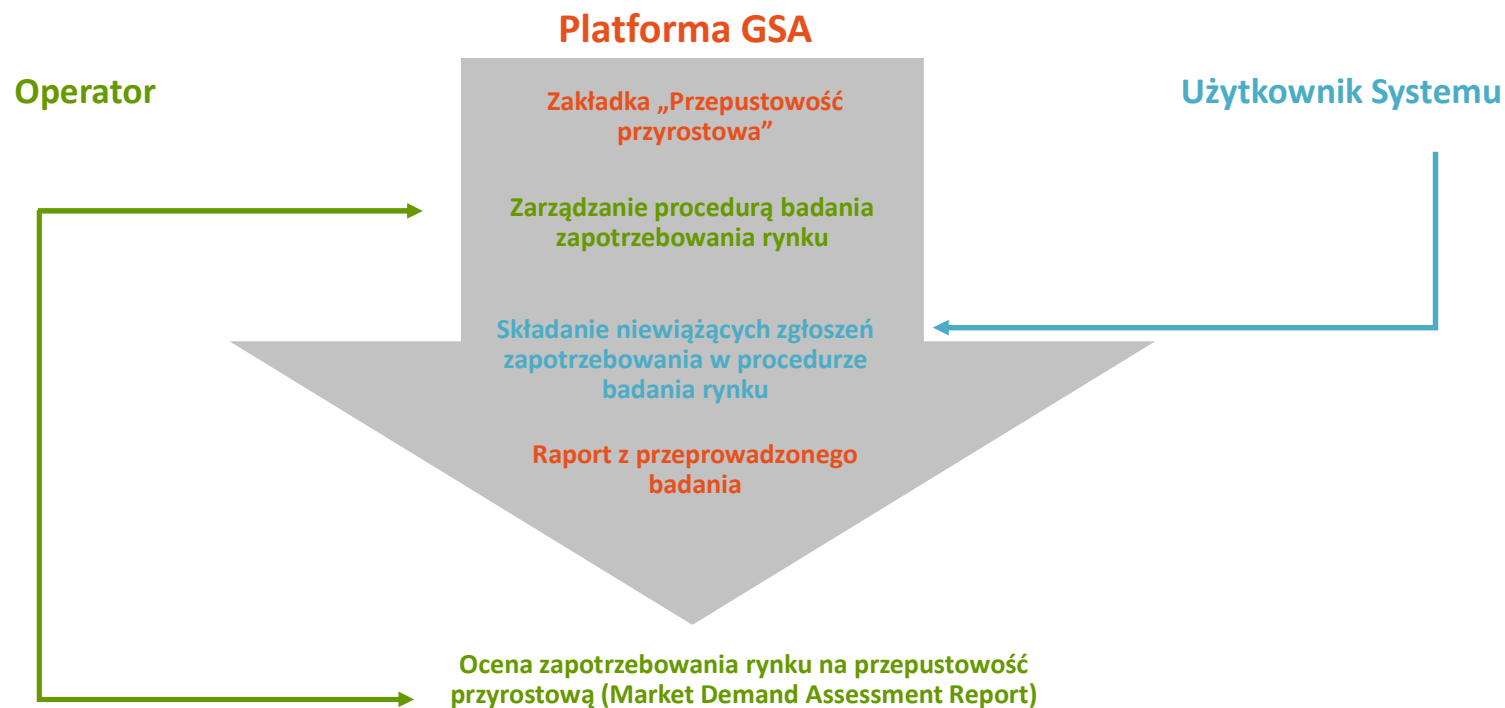 Platforma GSA
Operator
Użytkownik Systemu
Zakładka „Przepustowość
przyrostowa”
Zarządzanie procedurą badania
zapotrzebowania rynku
Składanie niewiążących zgłoszeń
zapotrzebowania w procedurze
badania rynku
Raport z przeprowadzonego
badania
Ocena zapotrzebowania rynku na przepustowość
przyrostową (Market Demand Assessment Report)